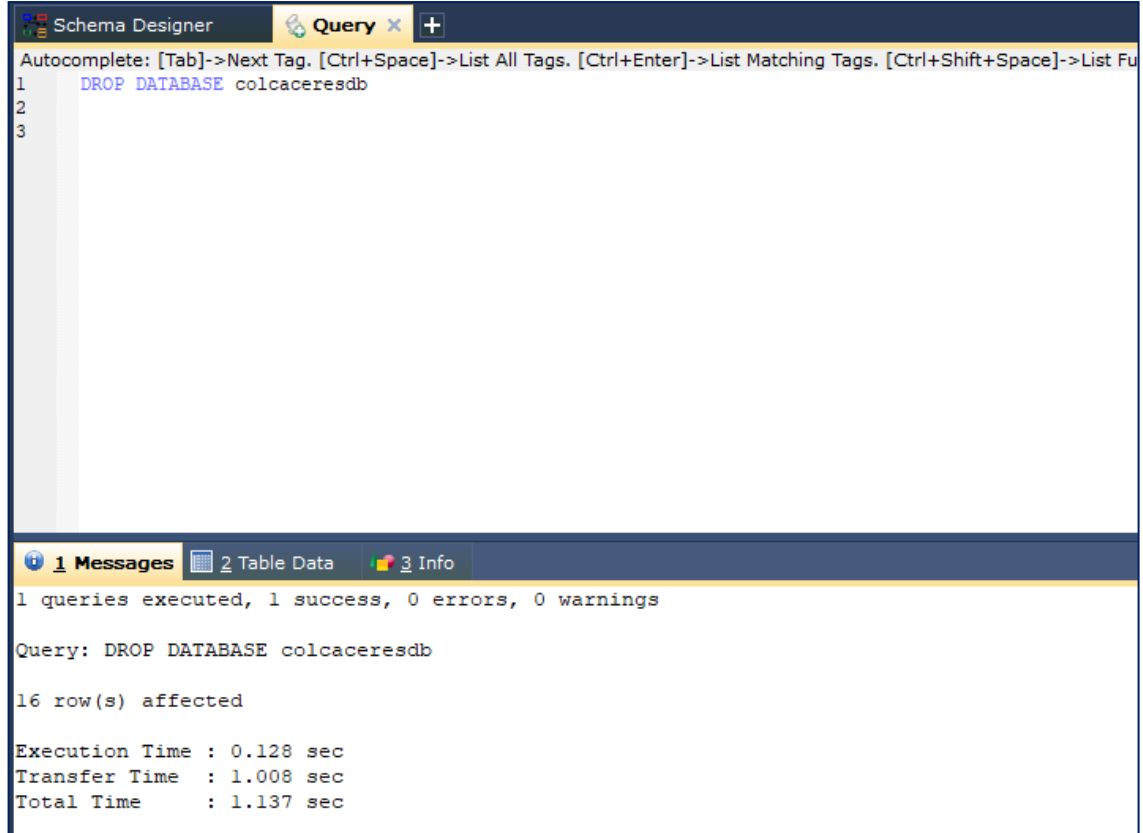 Schema Designer Query
Autocomplete: [Tab]->Next Tag. [Ctrl+Space]->List All Tags. [Ctrl+Enter]->List Matching Tags. [Ctrl+Shift+Space]->List Fu
1 DROP DATABASE colcaceresdb
2
3
1 Messages 2 Table Data 3 Info
1 queries executed, 1 success, 0 errors, 0 warnings
Query: DROP DATABASE colcaceresdb
16 row(s) affected
Execution Time : 0.128 sec
Transfer Time : 1.008 sec
Total Time : 1.137 sec